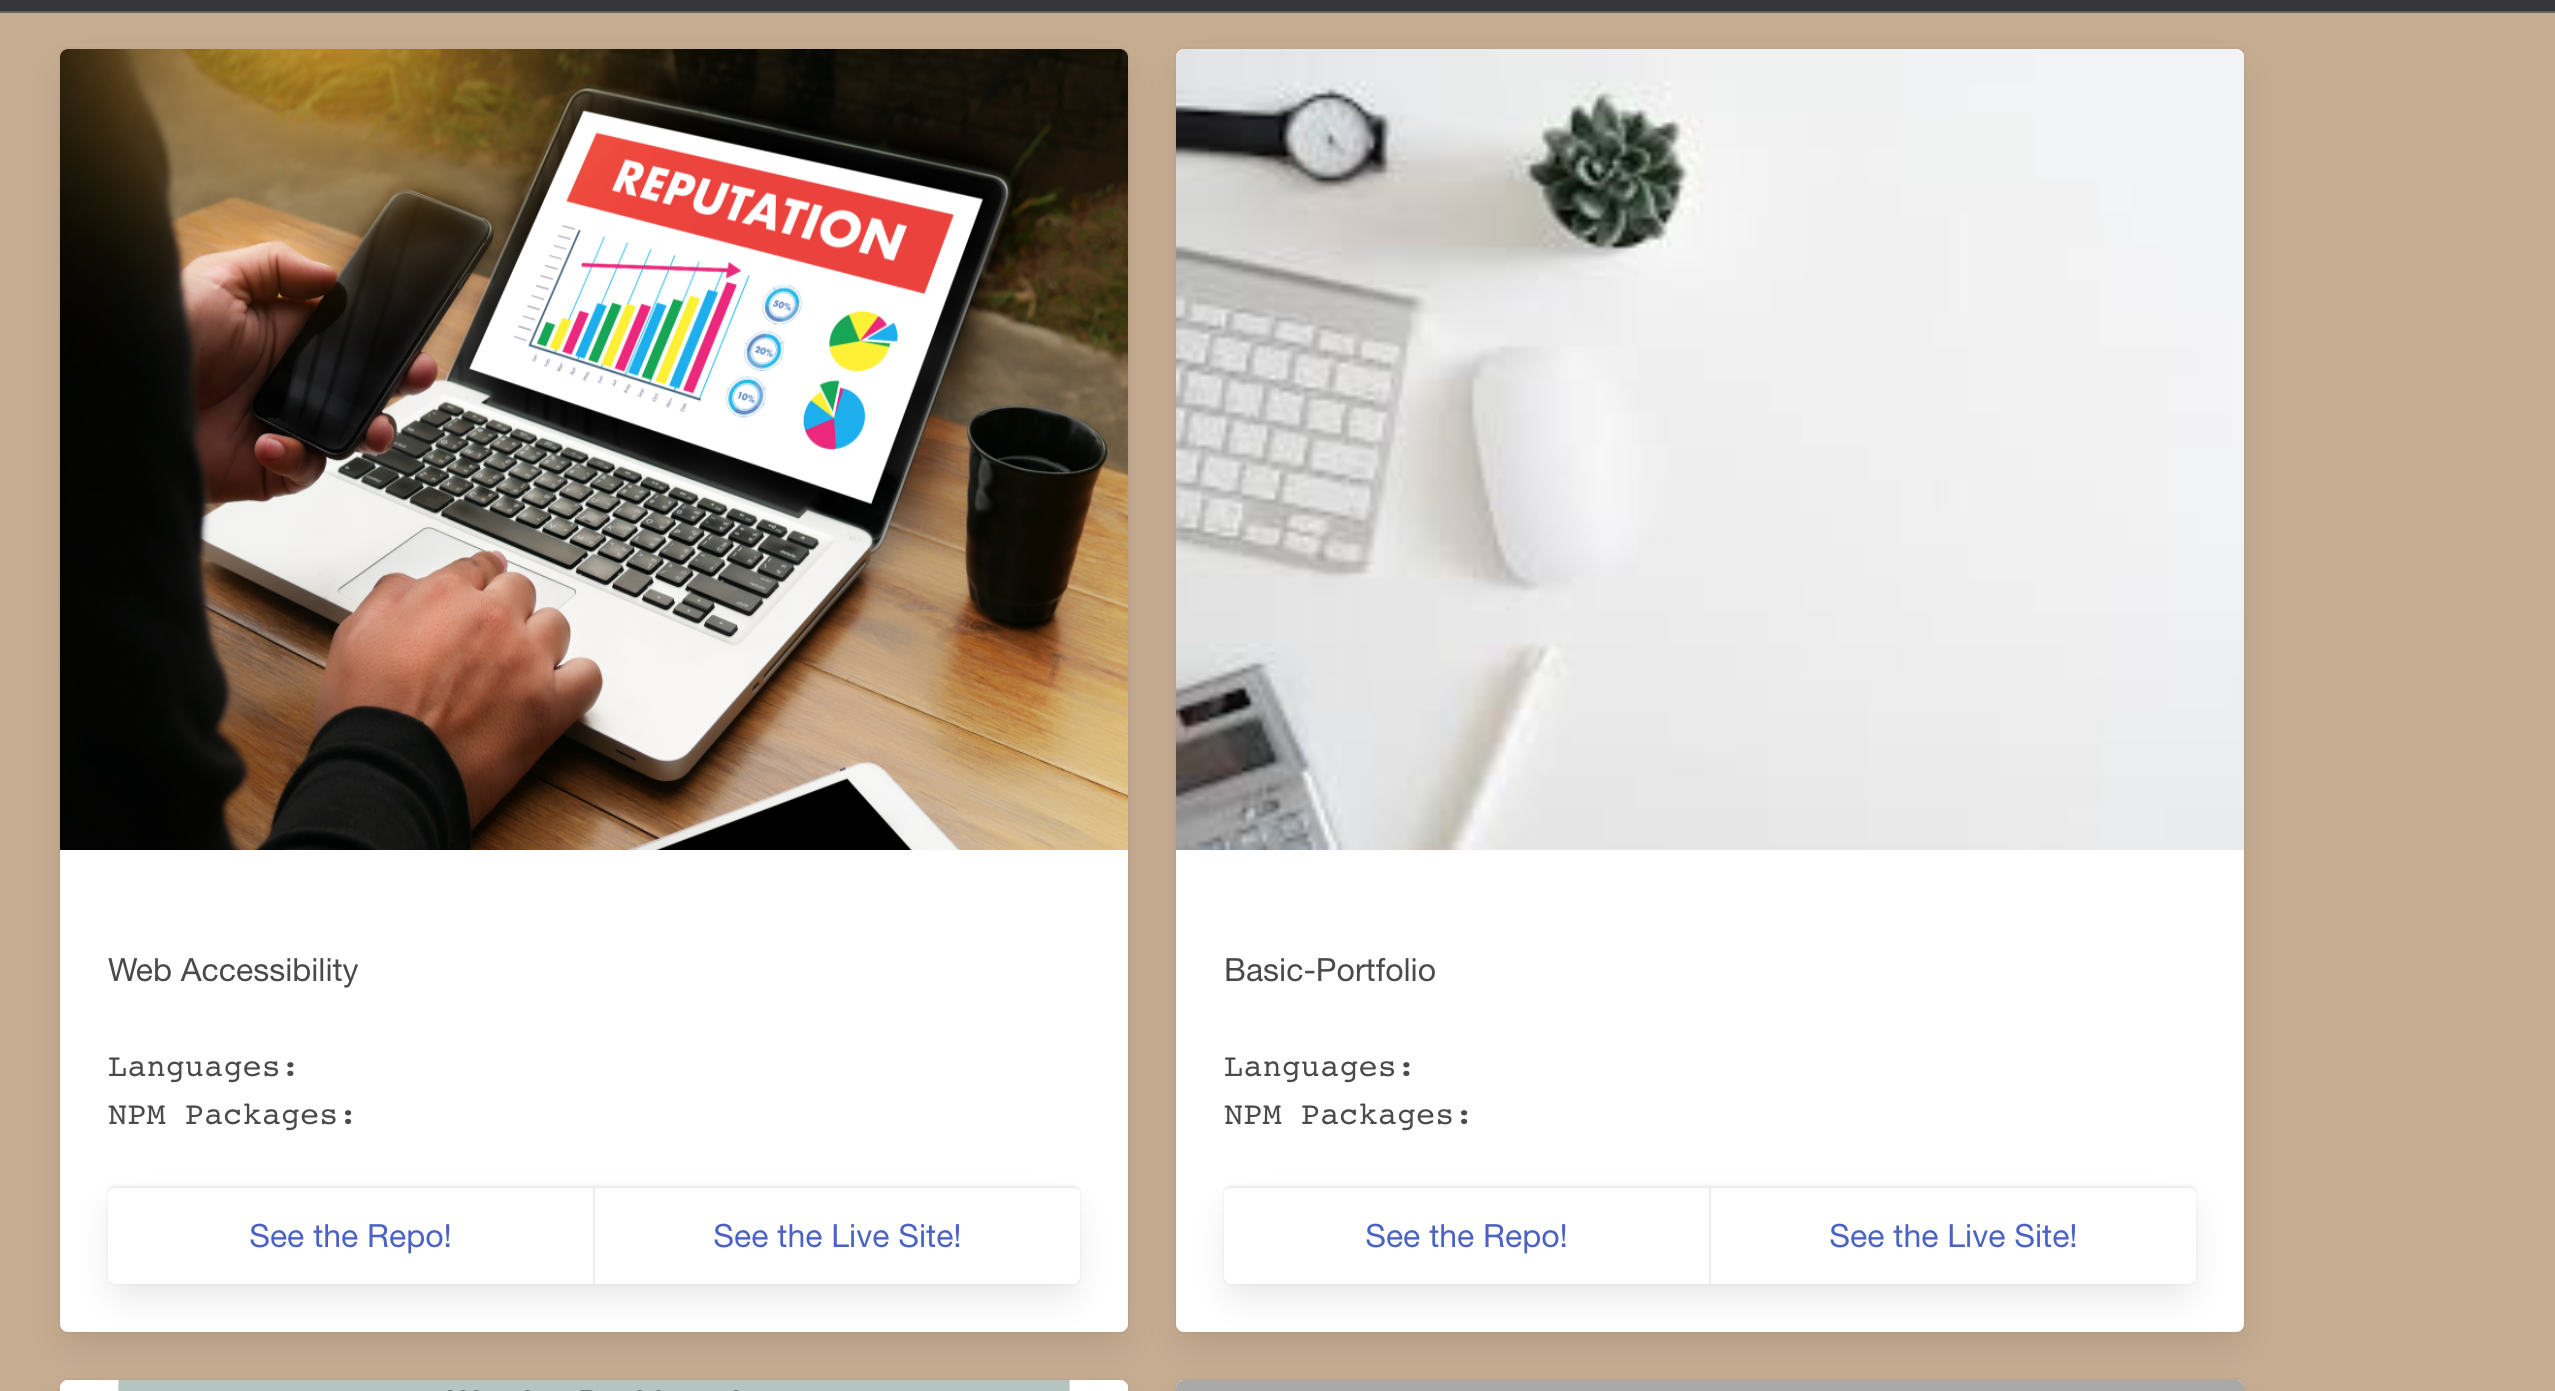 REPUTATION
50%
20%
10%
Web Accessibility
Languages:
NPM Packages:
See the Repo!
See the Live Site!
Basic-Portfolio
Languages:
NPM Packages:
See the Repo!
See the Live Site!